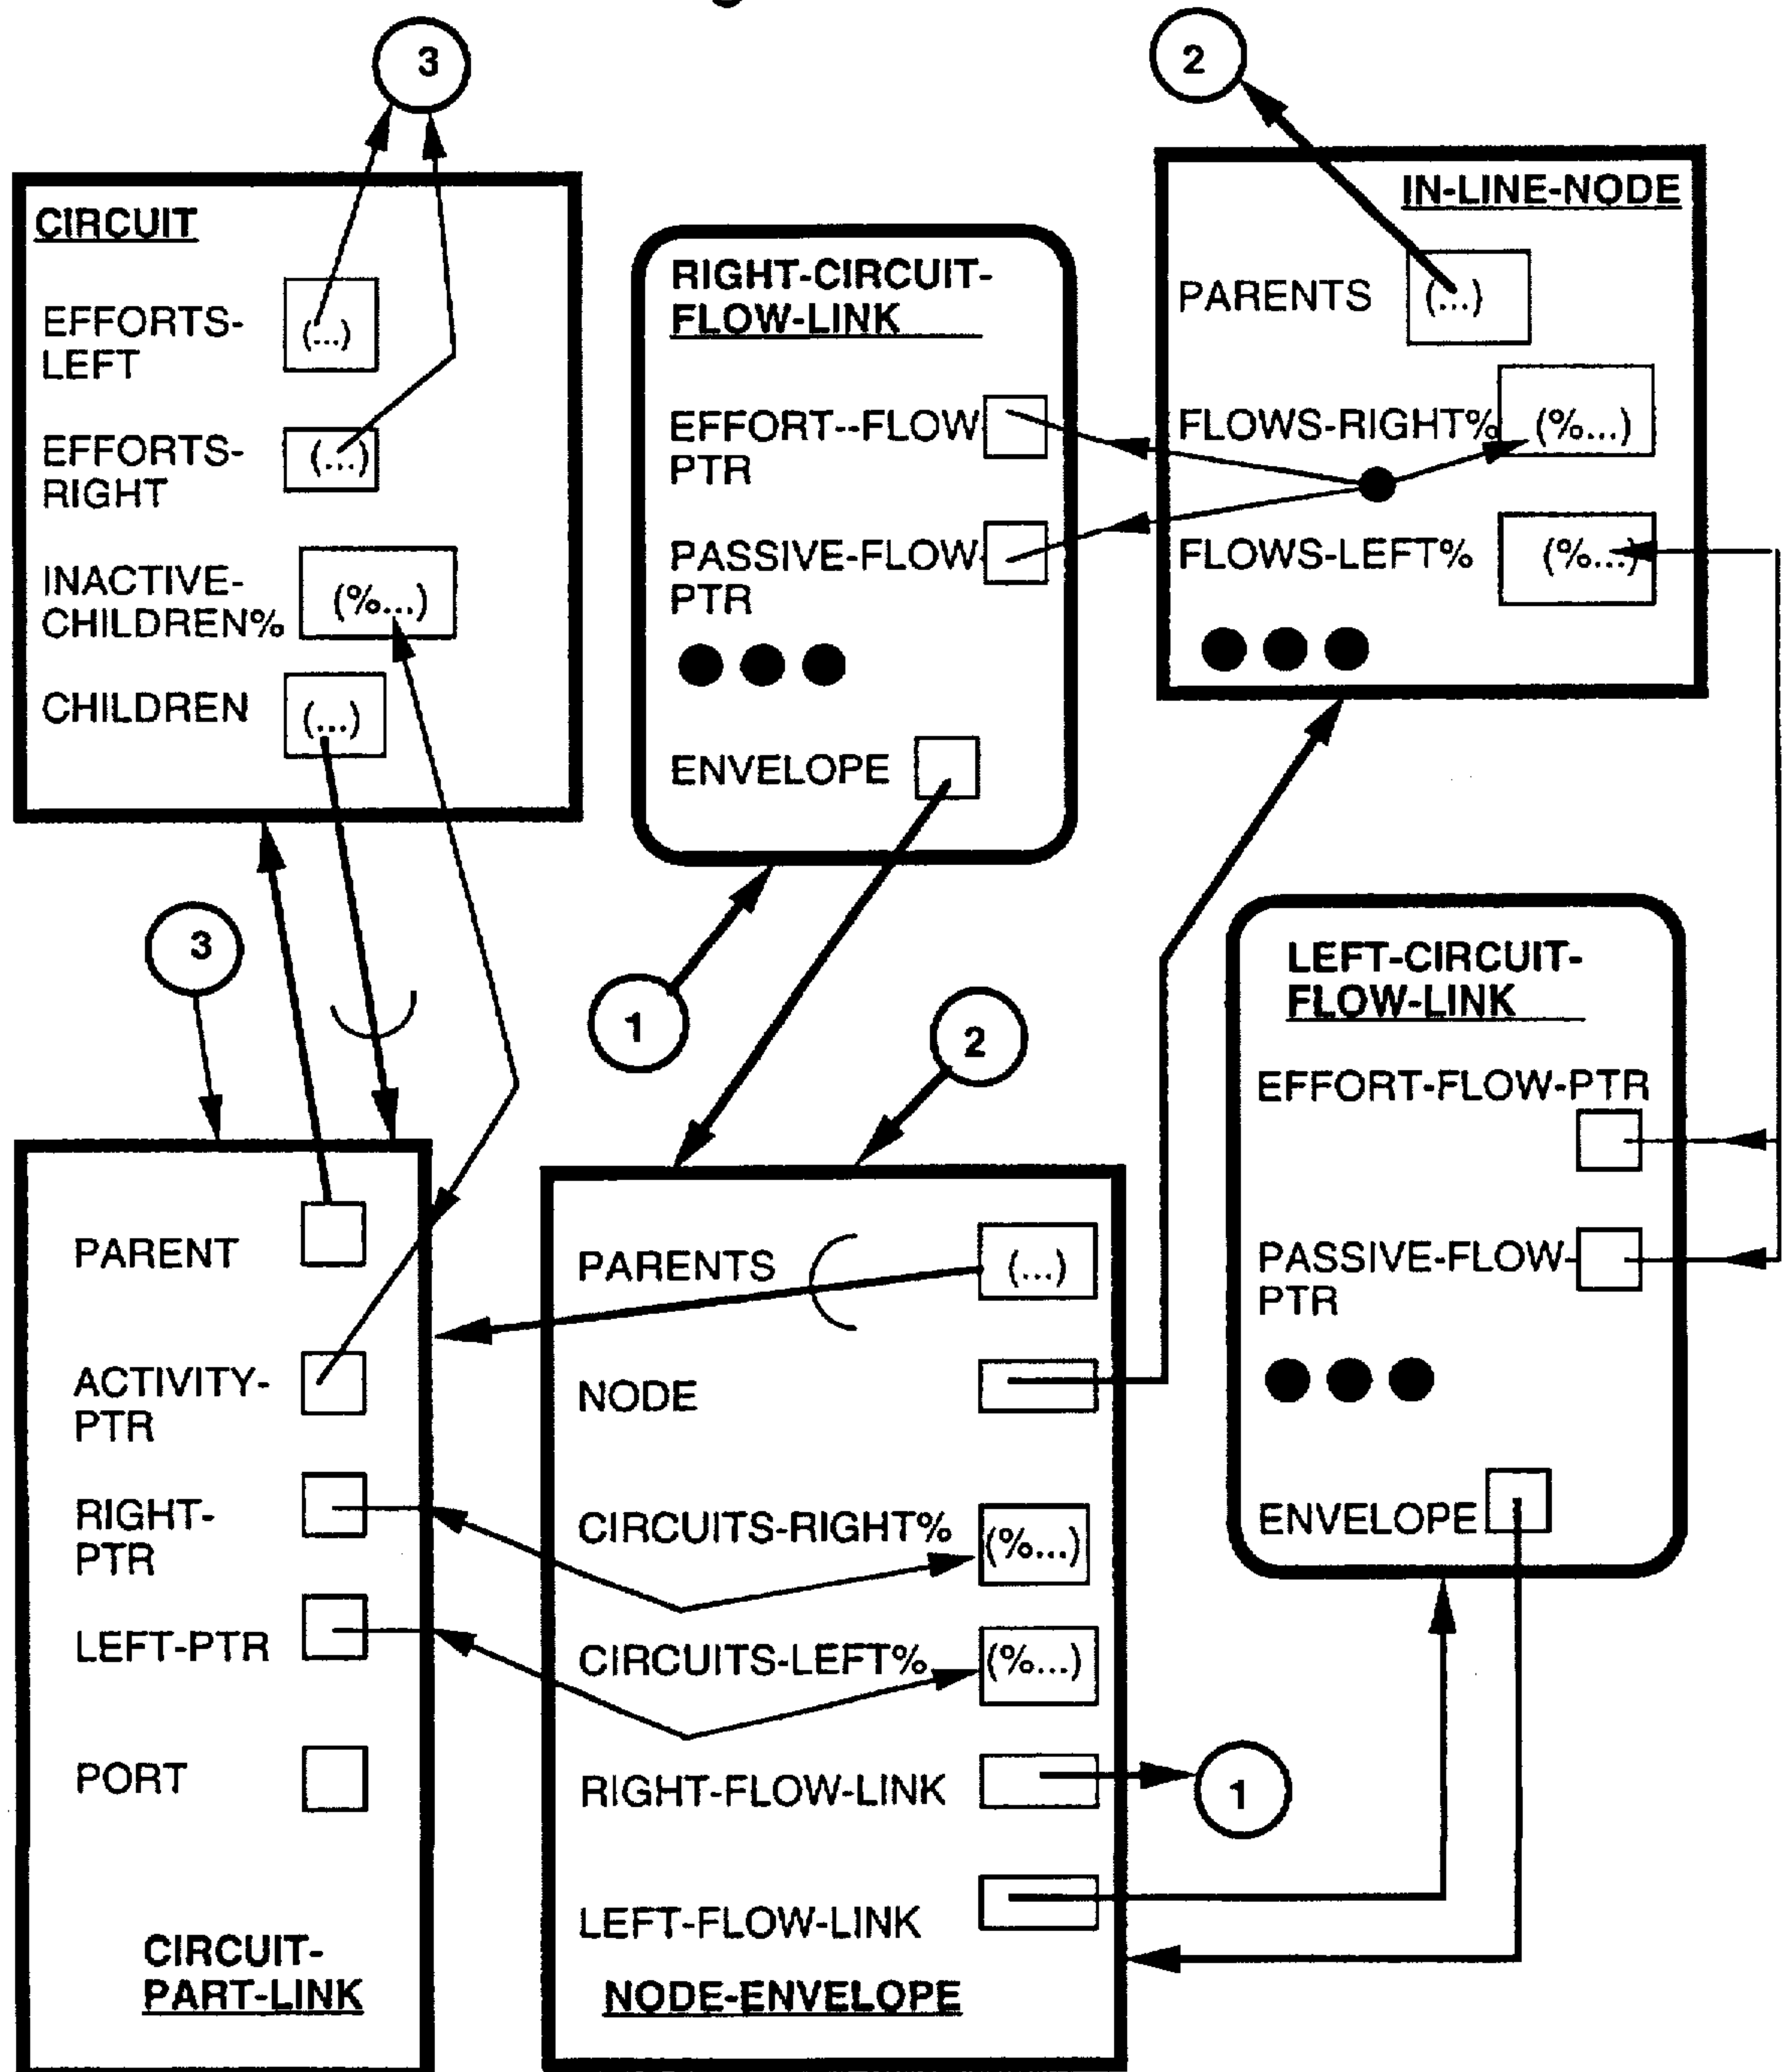 3
2
CIRCUIT
EFFORTS-
LEFT
(...)
EFFORTS-
RIGHT
(...)
INACTIVE-
CHILDREN%
(%...)
CHILDREN
(...)
RIGHT-CIRCUIT-
FLOW-LINK
EFFORT--FLOW
PTR
PASSIVE-FLOW-
PTR
ENVELOPE
IN-LINE-NODE
PARENTS
(...)
FLOWS-RIGHT%
(%...)
FLOWS-LEFT%
(%...)
3
1
2
LEFT-CIRCUIT-
FLOW-LINK
EFFORT-FLOW-PTR
PASSIVE-FLOW-
PTR
ENVELOPE
PARENT
ACTIVITY-
PTR
RIGHT-
PTR
LEFT-PTR
PORT
CIRCUIT-
PART-LINK
PARENTS
(...)
NODE
CIRCUITS-RIGHT%
(%...)
CIRCUITS-LEFT%
(%...)
RIGHT-FLOW-LINK
1
LEFT-FLOW-LINK
NODE-ENVELOPE